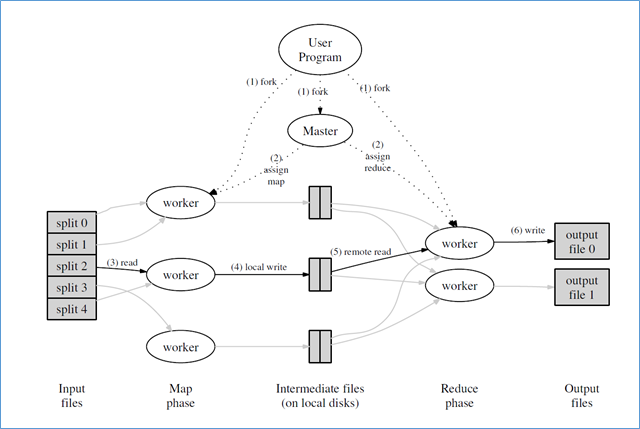 User
Program
(1) fork
(1) fork
(1) fork
Master
(2)
assign
map
(2)
assign
reduce
split 0
split 1
split 2
split 3
split 4
(3) read
worker
worker
worker
(4) local write
(5) remote read
worker
worker
(6) write
output
file 0
output
file 1
Input
files
Map
phase
Intermediate files
(on local disks)
Reduce
phase
Output
files